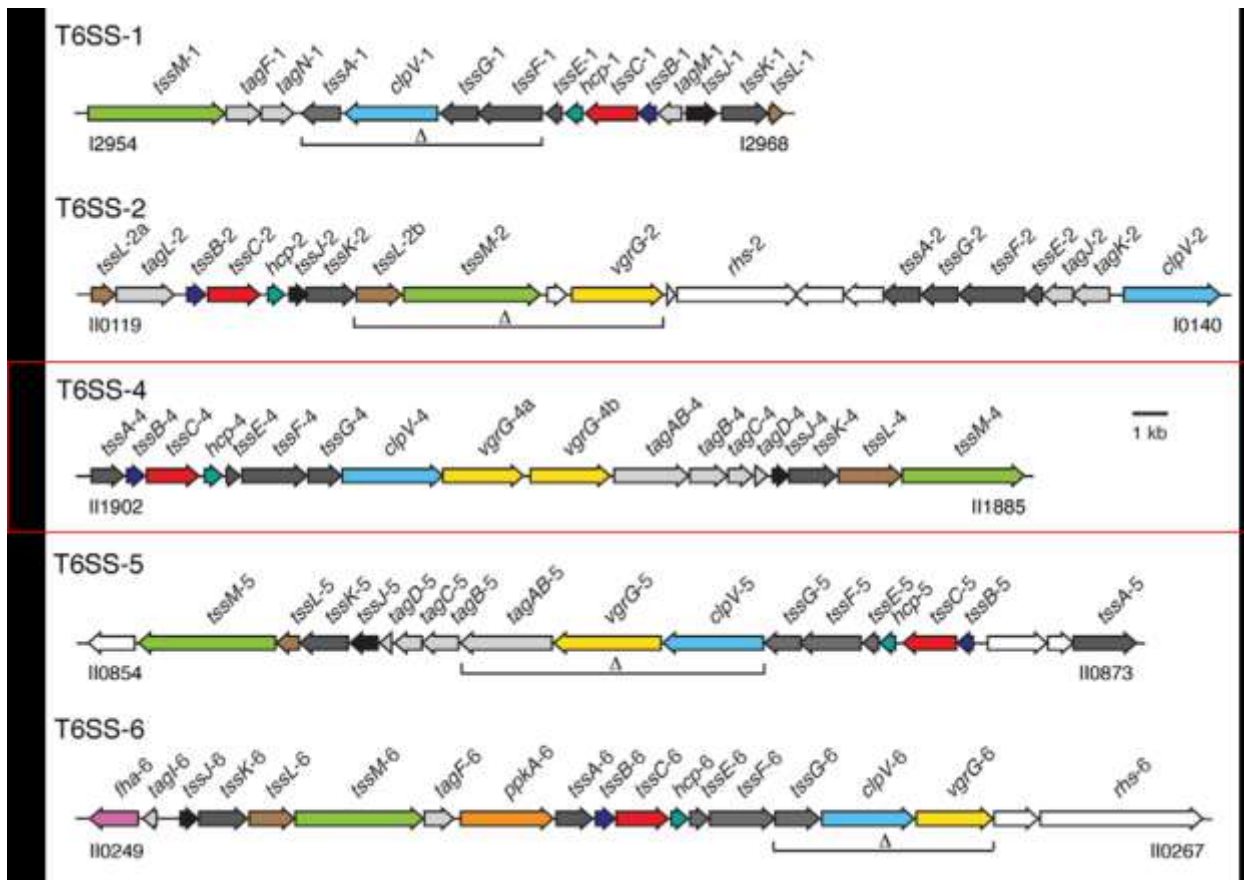 T6SS-1
tssM-1 tagF-1 tagN-1 tssA-1 clpV-1 tssG-1 tssF-1 tssE-1 hcp-1 tssC-1 tssB-1 tagM-1 tssJ-1 tssK-1 tssL-1
I2954 Δ I2968
T6SS-2
tssL-2a tagL-2 tssB-2 tssC-2 hcp-2 tssJ-2 tssK-2 tssL-2b tssM-2 vgrG-2 rhs-2 tssA-2 tssG-2 tssF-2 tssE-2 tagJ-2 tagK-2 clpV-2
II0119 Δ I0140
T6SS-4
tssA-4 tssB-4 tssC-4 hcp-4 tssE-4 tssF-4 tssG-4 clpV-4 vgrG-4a vgrG-4b tagAB-4 tagB-4 tagC-4 tagD-4 tssJ-4 tssK-4 tssL-4 tssM-4
1 kb
II1902 II1885
T6SS-5
tssM-5 tssL-5 tssK-5 tssJ-5 tagD-5 tagC-5 tagB-5 tagAB-5 vgrG-5 clpV-5 tssG-5 tssF-5 tssE-5 hcp-5 tssC-5 tssB-5 tssA-5
II0854 Δ II0873
T6SS-6
fha-6 tagI-6 tssJ-6 tssK-6 tssL-6 tssM-6 tagF-6 ppkA-6 tssA-6 tssB-6 tssC-6 hcp-6 tssE-6 tssF-6 tssG-6 clpV-6 vgrG-6 rhs-6
II0249 Δ II0267